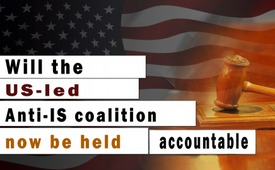 Will the
US-led
Anti-IS coalition
now be held accountable